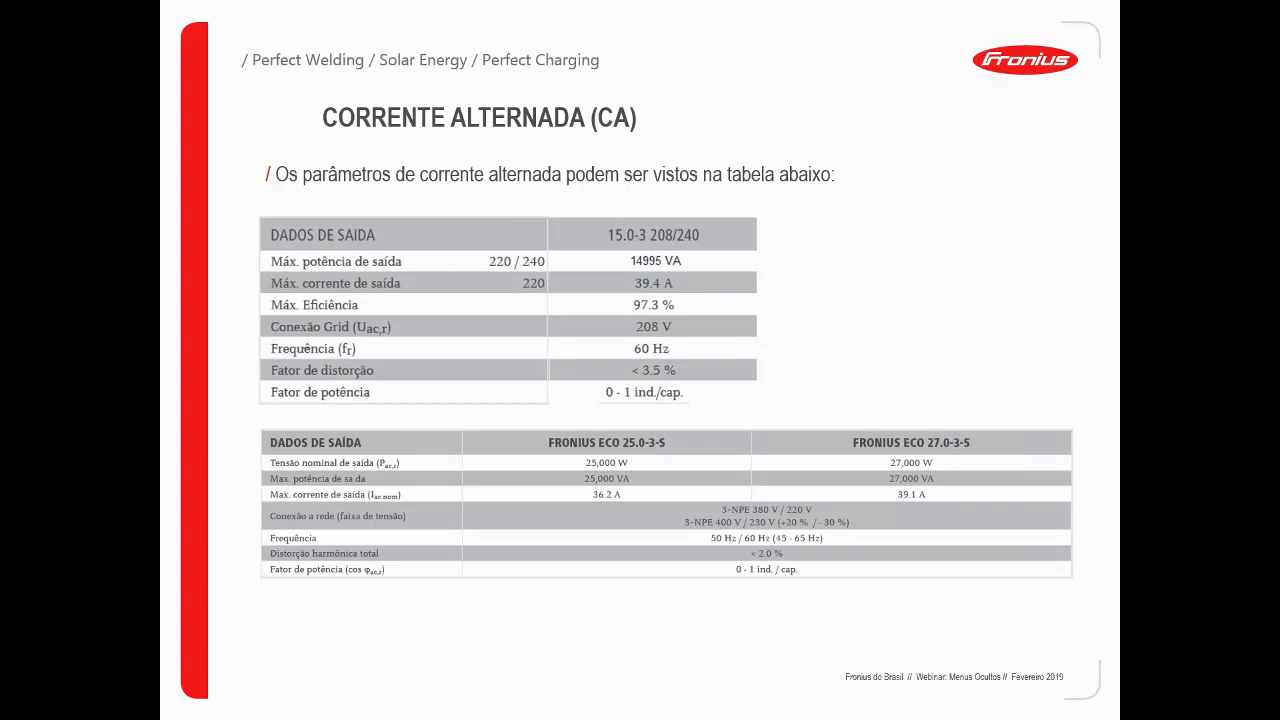 / Perfect Welding / Solar Energy / Perfect Charging
Fronius
CORRENTE ALTERNADA (CA)
/ Os parâmetros de corrente alternada podem ser vistos na tabela abaixo:
DADOS DE SAIDA 15.0-3 208/240
Máx. potência de saída 220 / 240 14995 VA
Máx. corrente de saída 220 39.4 A
Máx. Eficiência 97.3 %
Conexão Grid (Uac,r) 208 V
Frequência (fr) 60 Hz
Fator de distorção < 3.5 %
Fator de potência 0 - 1 ind./cap.
DADOS DE SAÍDA FRONIUS ECO 25.0-3-S FRONIUS ECO 27.0-3-S
Tensão nominal de saída (Pac,r) 25,000 W 27,000 W
Max. potência de sa da 25,000 VA 27,000 VA
Max. corrente de saída (Iac nom) 36.2 A 39.1 A
Conexão a rede (faixa de tensão) 3-NPE 380 V / 220 V
3-NPE 400 V / 230 V (+20 % / - 30 %)
Frequência 50 Hz / 60 Hz (45 - 65 Hz)
Distorção harmônica total < 2.0 %
Fator de potência (cos φac,r) 0 - 1 ind. / cap.
Fronius do Brasil // Webinar: Menus Ocultos // Fevereiro 2019